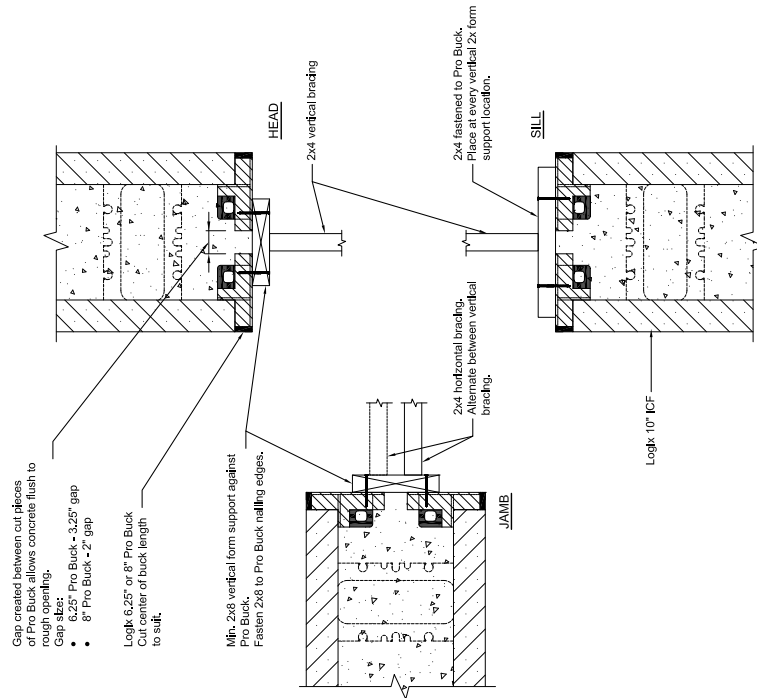 Gap created between cut pieces
of Pro Buck allows concrete flush to
rough opening.
Gap size:
• 6.25" Pro Buck - 3.25" gap
• 8" Pro Buck - 2" gap
Logix 6.25" or 8" Pro Buck
Cut center of buck length
to suit.
Min. 2x8 vertical form support against
Pro Buck.
Fasten 2x8 to Pro Buck nailing edges.
HEAD
2x4 vertical bracing
JAMB
2x4 horizontal bracing.
Alternate between vertical
bracing.
SILL
2x4 fastened to Pro Buck.
Place at every vertical 2x form
support location.
Logix 10" ICF